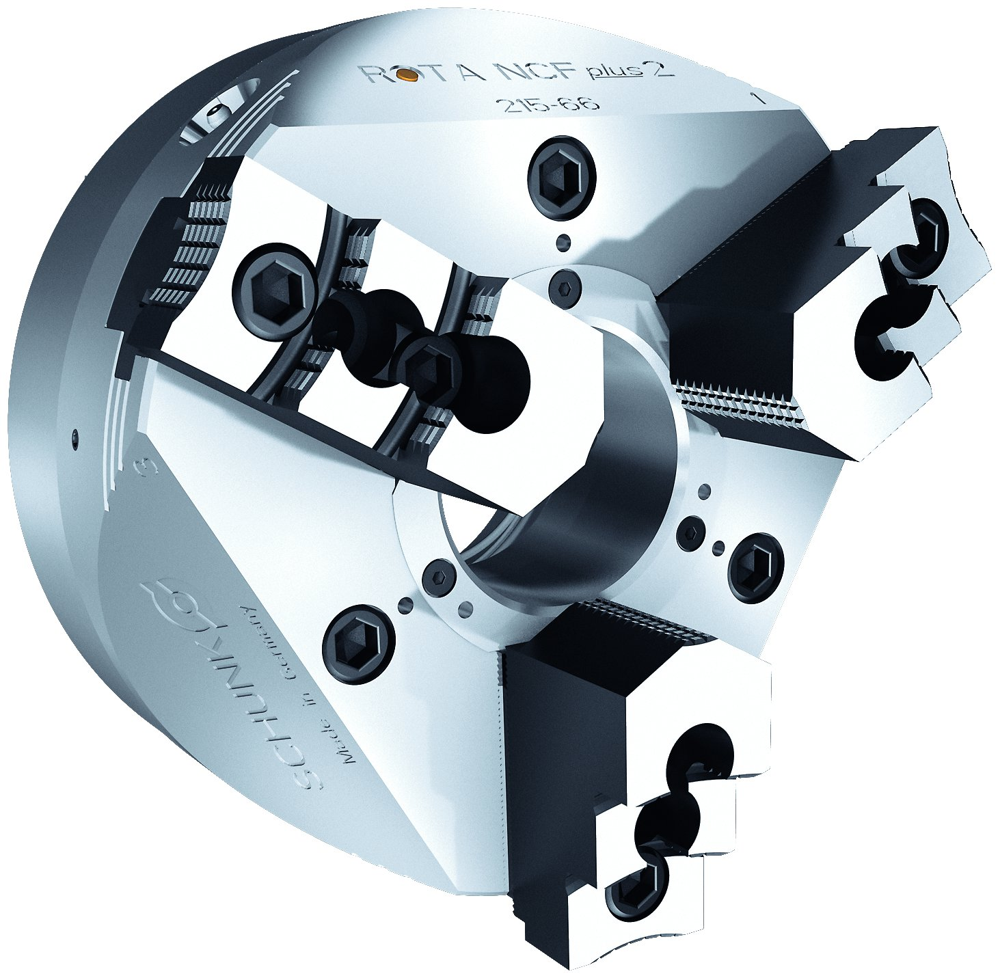 ROTA NCF plus 2
215-66
1
3
SCHUNK
Made in Germany